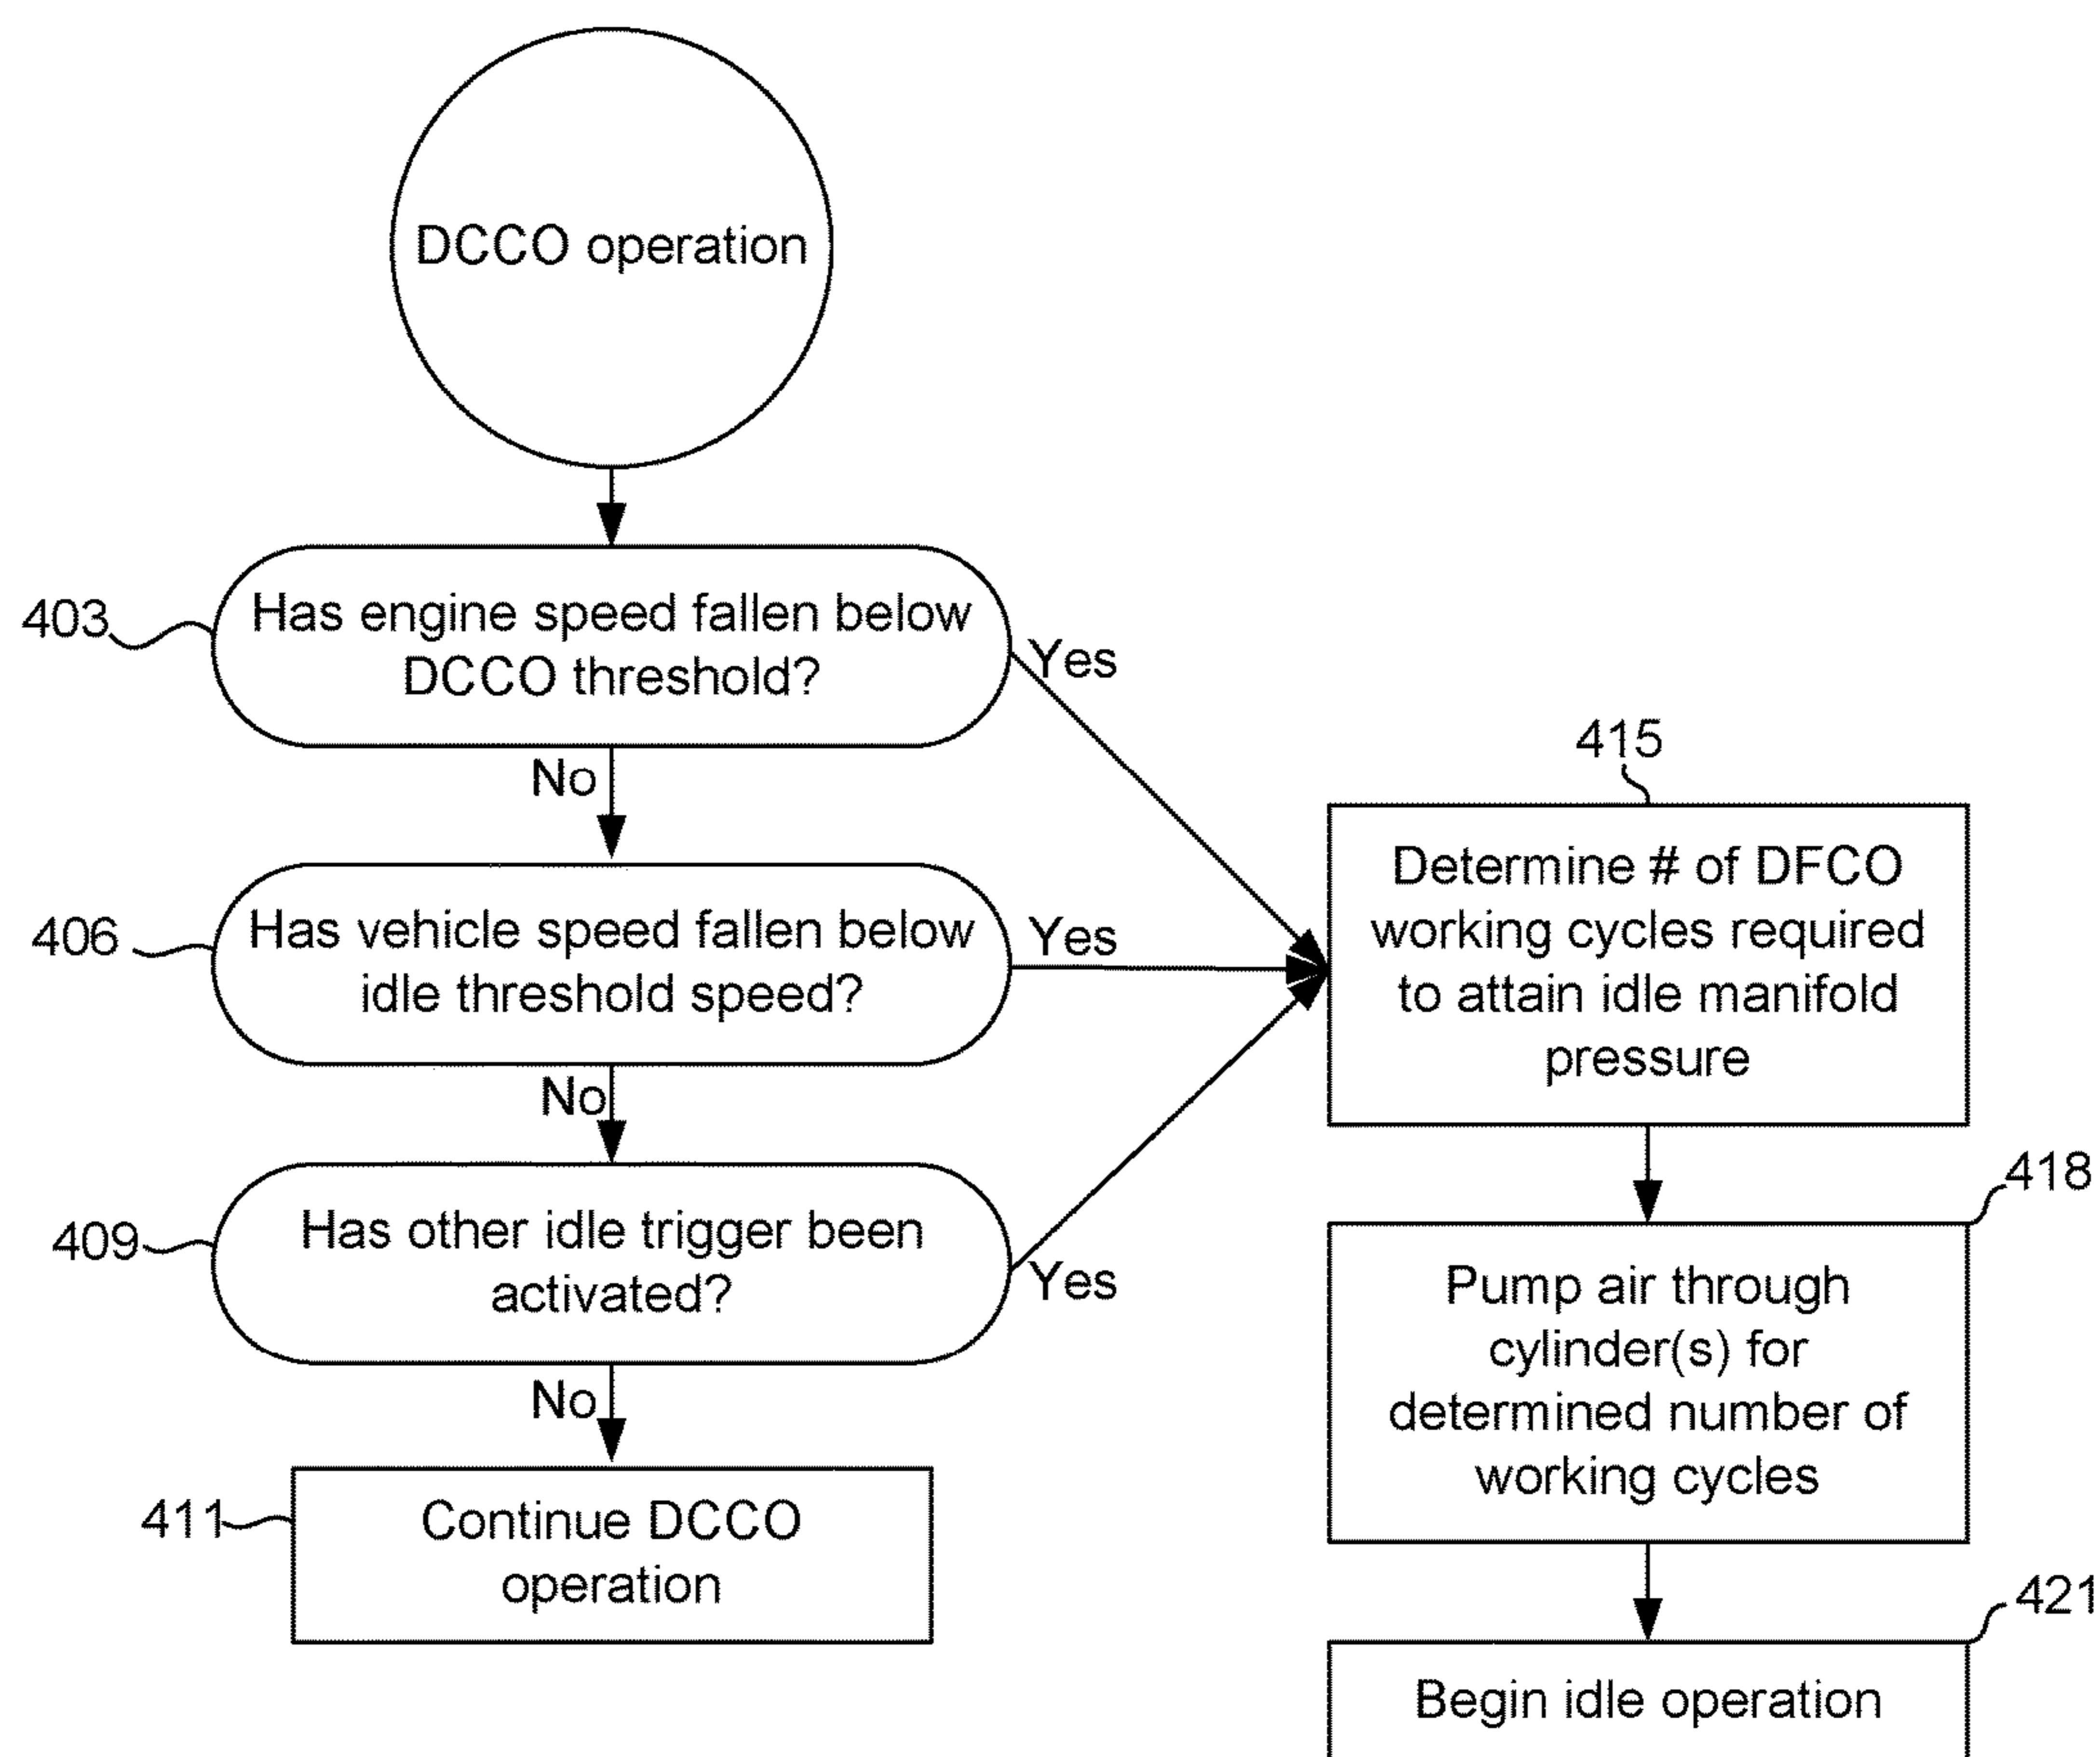 DCCO operation
403
Has engine speed fallen below
DCCO threshold?
Yes
No
406
Has vehicle speed fallen below
idle threshold speed?
Yes
No
409
Has other idle trigger been
activated?
Yes
No
411
Continue DCCO
operation
415
Determine # of DFCO
working cycles required
to attain idle manifold
pressure
418
Pump air through
cylinder(s) for
determined number of
working cycles
421
Begin idle operation